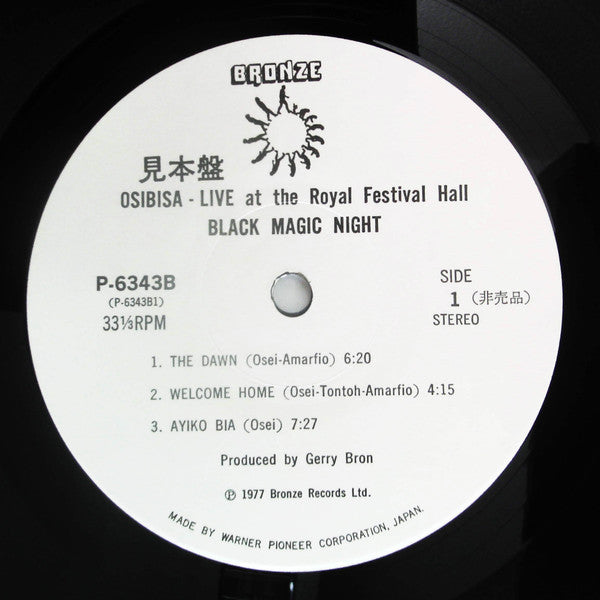 BRONZE
見本盤
OSIBISA - LIVE at the Royal Festival Hall
BLACK MAGIC NIGHT
P-6343B
(P-6343B1)
33⅓RPM
SIDE
1 (非売品)
STEREO
1. THE DAWN (Osei-Amarfio) 6:20
2. WELCOME HOME (Osei-Tontoh-Amarfio) 4:15
3. AYIKO BIA (Osei) 7:27
Produced by Gerry Bron
℗ 1977 Bronze Records Ltd.
MADE BY WARNER PIONEER CORPORATION, JAPAN.